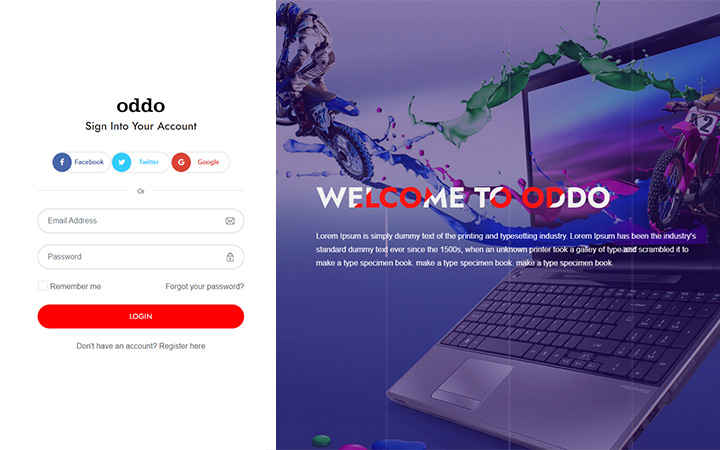 oddo
Sign Into Your Account
Facebook
Twitter
Google
Or
Email Address
Password
Remember me
Forgot your password?
LOGIN
Don't have an account? Register here
WELCOME TO ODDO
Lorem Ipsum is simply dummy text of the printing and typesetting industry. Lorem Ipsum has been the industry's
standard dummy text ever since the 1500s, when an unknown printer took a galley of type and scrambled it to
make a type specimen book. make a type specimen book. make a type specimen book.